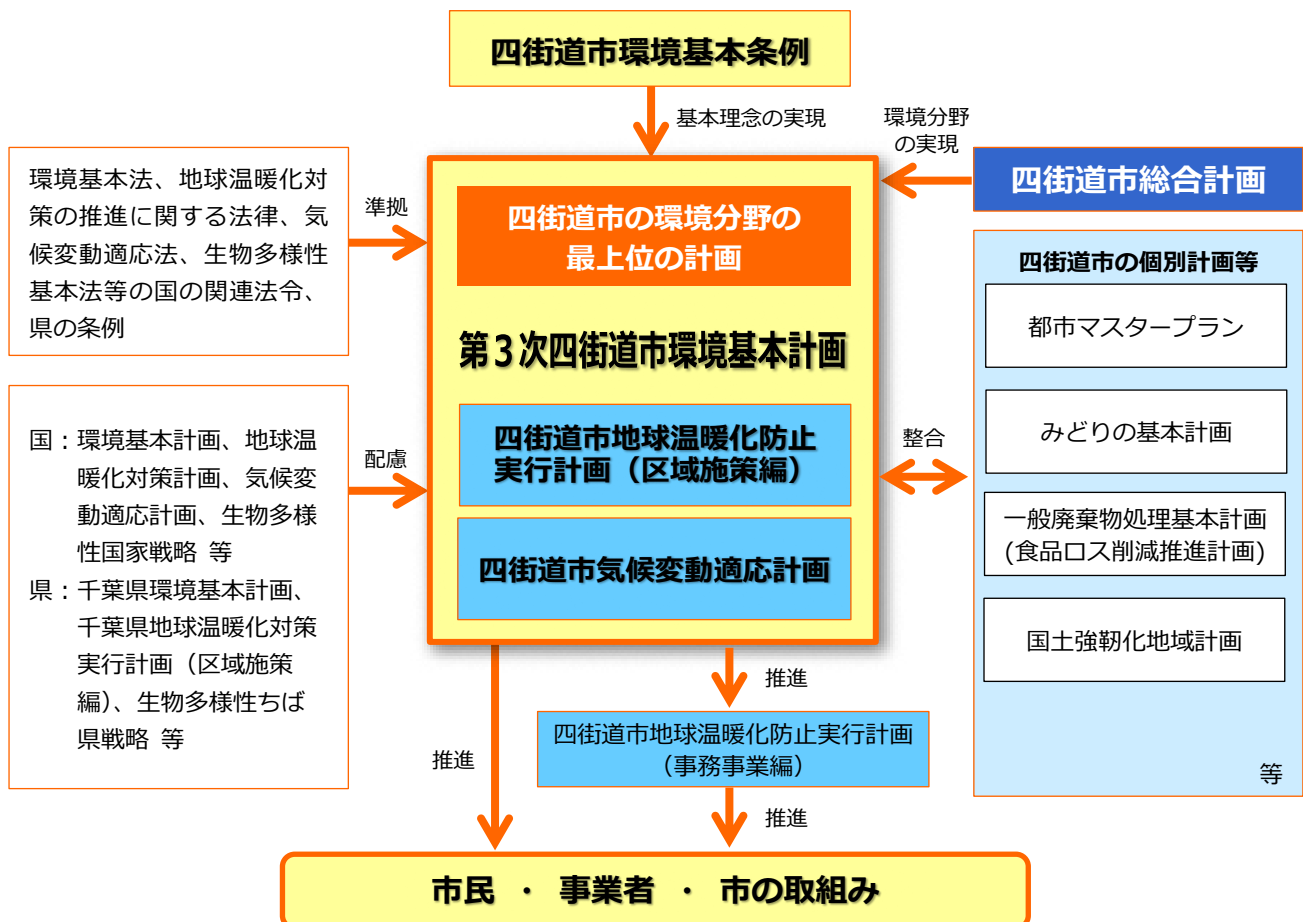 四街道市環境基本条例
基本理念の実現
環境分野
の実現
環境基本法、地球温暖化対
策の推進に関する法律、気
候変動適応法、生物多様性
基本法等の国の関連法令、
県の条例
準拠
四街道市の環境分野の
最上位の計画
四街道市総合計画
第３次四街道市環境基本計画
四街道市の個別計画等
都市マスタープラン
みどりの基本計画
一般廃棄物処理基本計画
(食品ロス削減推進計画)
国土強靭化地域計画
等
国：環境基本計画、地球温
暖化対策計画、気候変
動適応計画、生物多様
性国家戦略 等
県：千葉県環境基本計画、
千葉県地球温暖化対策
実行計画（区域施策
編）、生物多様性ちば
県戦略 等
配慮
四街道市地球温暖化防止
実行計画（区域施策編）
整合
四街道市気候変動適応計画
推進
推進
四街道市地球温暖化防止実行計画
（事務事業編）
推進
市民 ・ 事業者 ・ 市の取組み